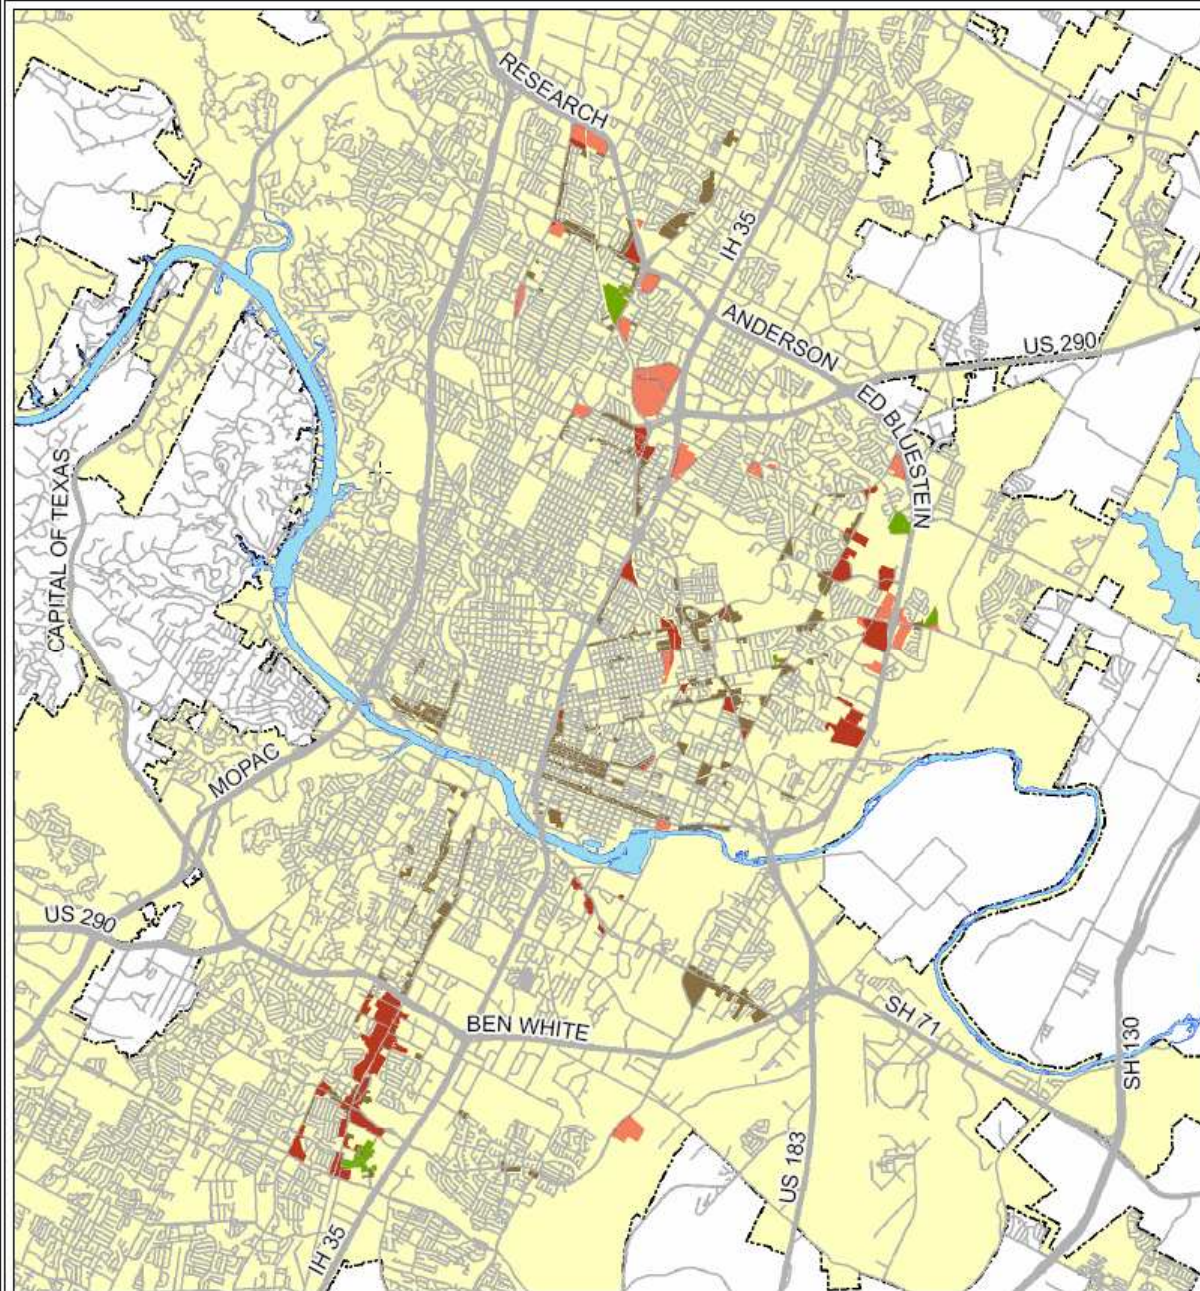 RESEARCH
IH 35
ANDERSON
US 290
ED BLUESTEIN
CAPITAL OF TEXAS
MOPAC
US 290
BEN WHITE
SH 71
SH 130
US 183
IH 35